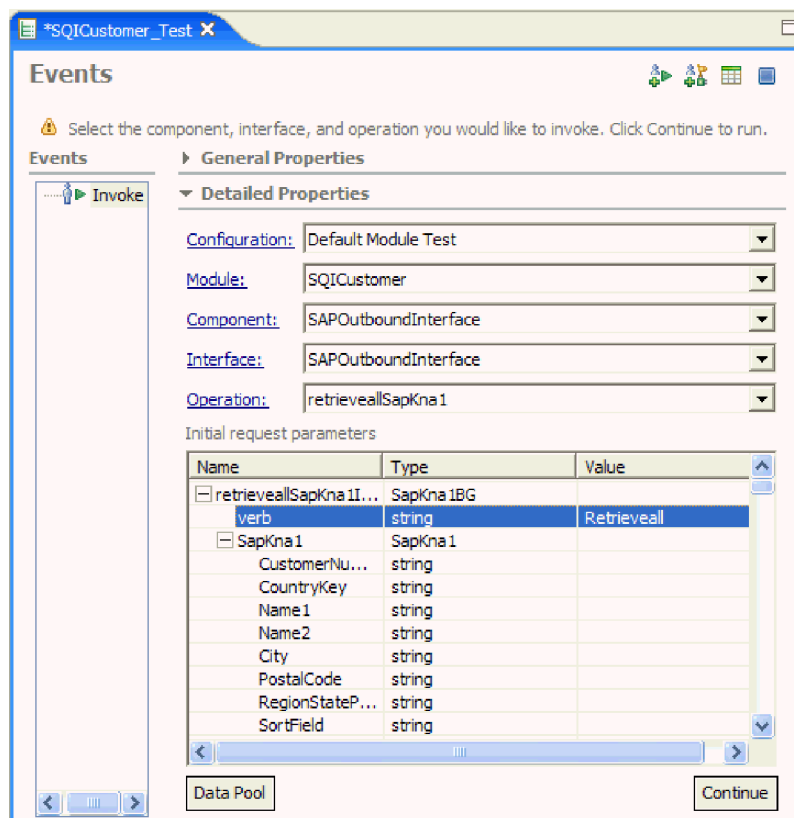 *SQICustomer_Test
Events
Select the component, interface, and operation you would like to invoke. Click Continue to run.
Events
General Properties
Invoke
Detailed Properties
Configuration: Default Module Test
Module: SQICustomer
Component: SAPOutboundInterface
Interface: SAPOutboundInterface
Operation: retrieveallSapKna1
Initial request parameters
Name Type Value
retrieveallSapKna1I... SapKna1BG
verb string Retrieveall
SapKna1 SapKna1
CustomerNu... string
CountryKey string
Name1 string
Name2 string
City string
PostalCode string
RegionStateP... string
SortField string
Data Pool Continue